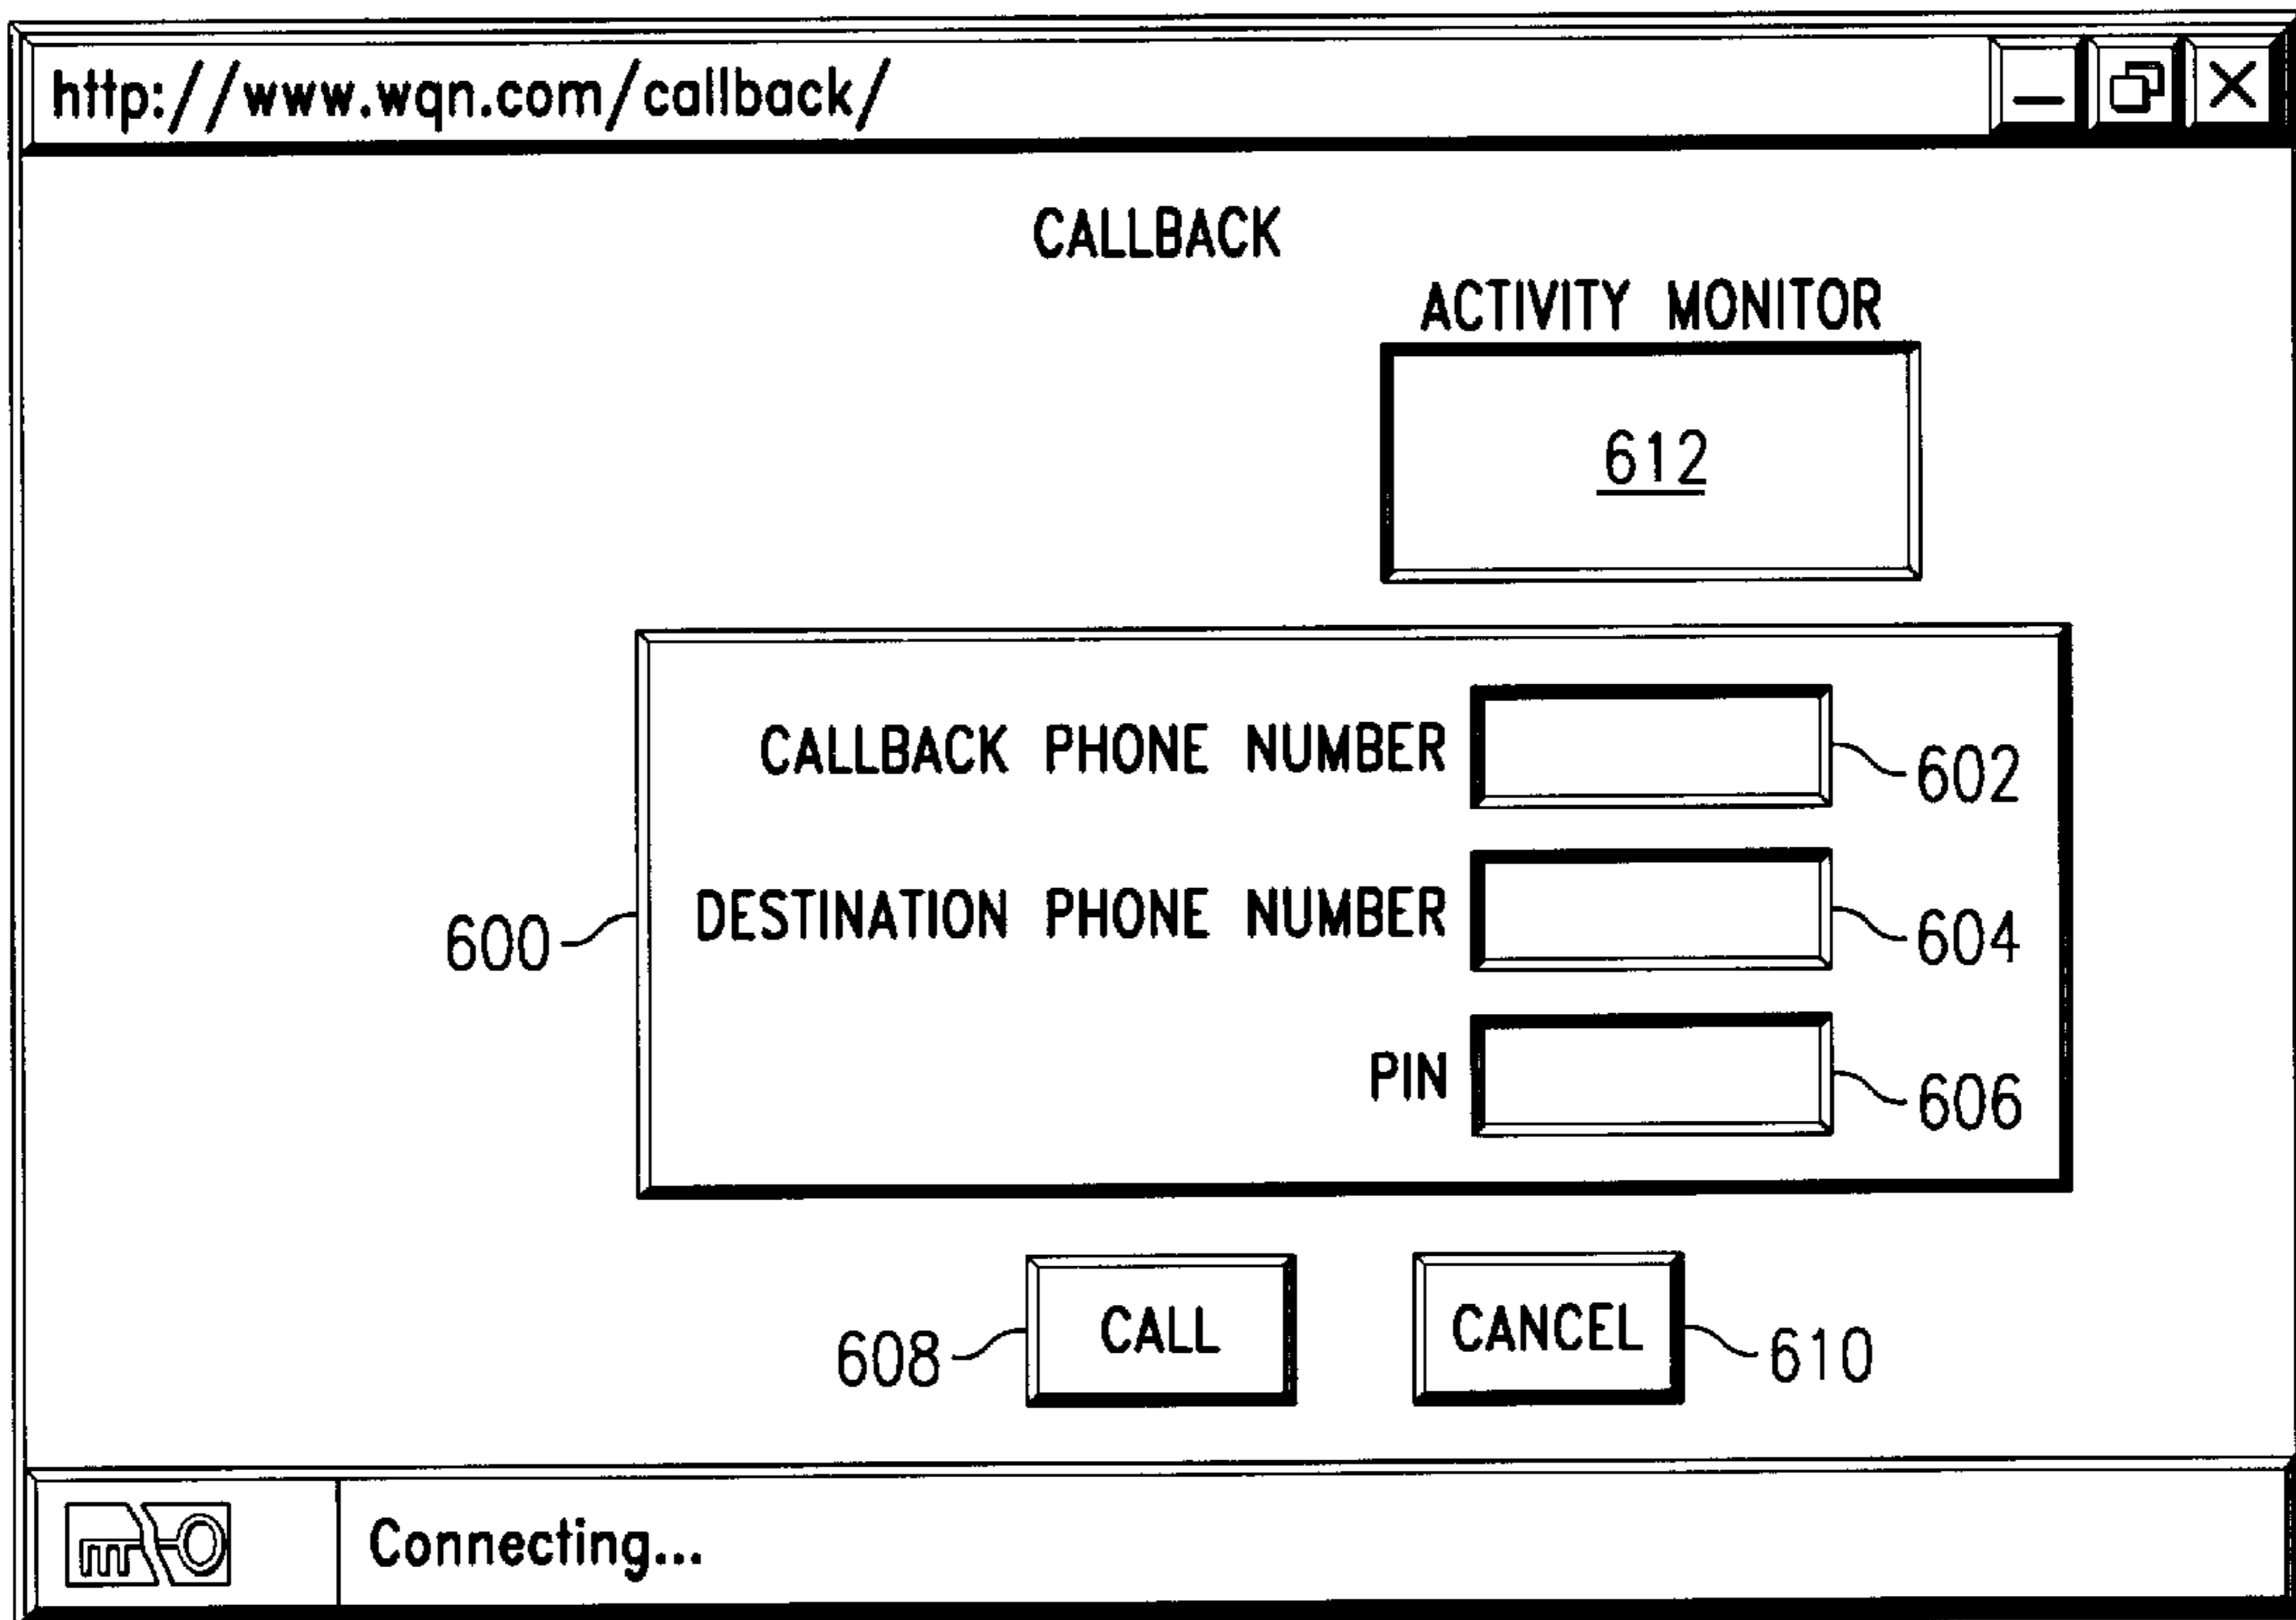 http://www.wqn.com/callback/
CALLBACK
ACTIVITY MONITOR
612
CALLBACK PHONE NUMBER 602
600 DESTINATION PHONE NUMBER 604
PIN 606
608 CALL CANCEL 610
Connecting...